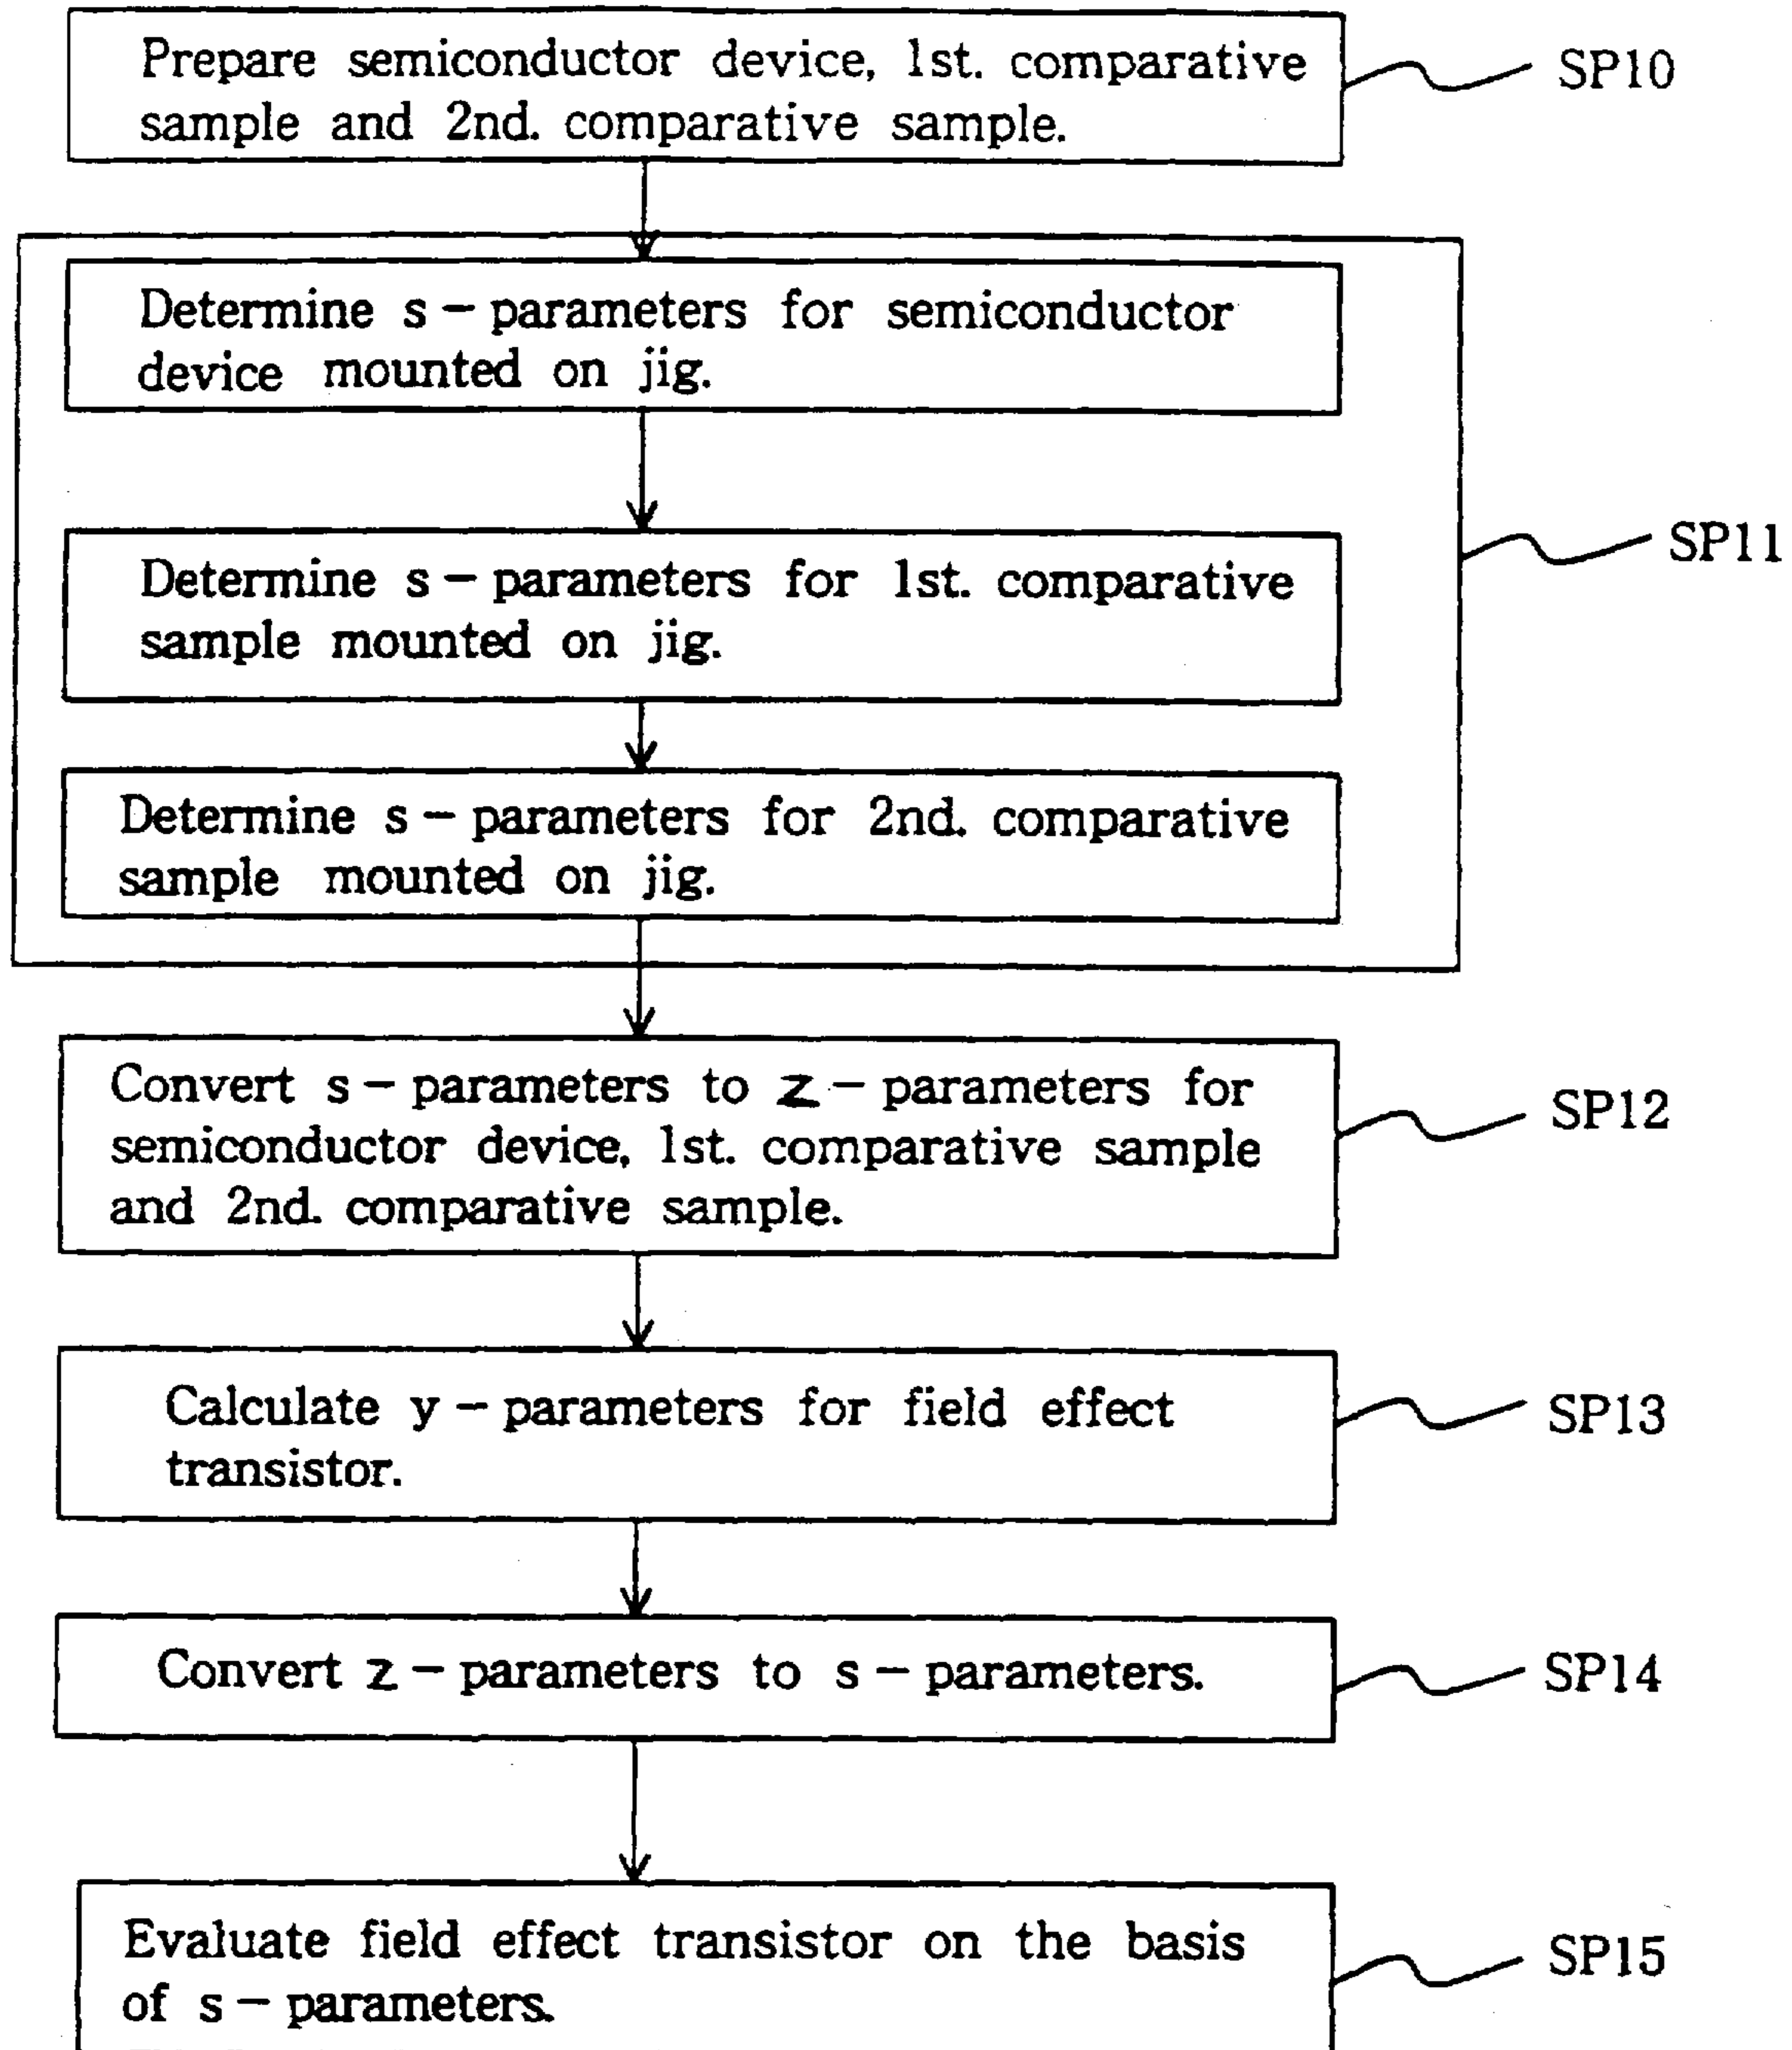 Prepare semiconductor device, 1st. comparative
sample and 2nd. comparative sample.
SP10
Determine s - parameters for semiconductor
device mounted on jig.
Determine s - parameters for 1st. comparative
sample mounted on jig.
SP11
Determine s - parameters for 2nd. comparative
sample mounted on jig.
Convert s - parameters to z - parameters for
semiconductor device, 1st. comparative sample
and 2nd. comparative sample.
SP12
Calculate y - parameters for field effect
transistor.
SP13
Convert z - parameters to s - parameters.
SP14
Evaluate field effect transistor on the basis
of s - parameters.
SP15